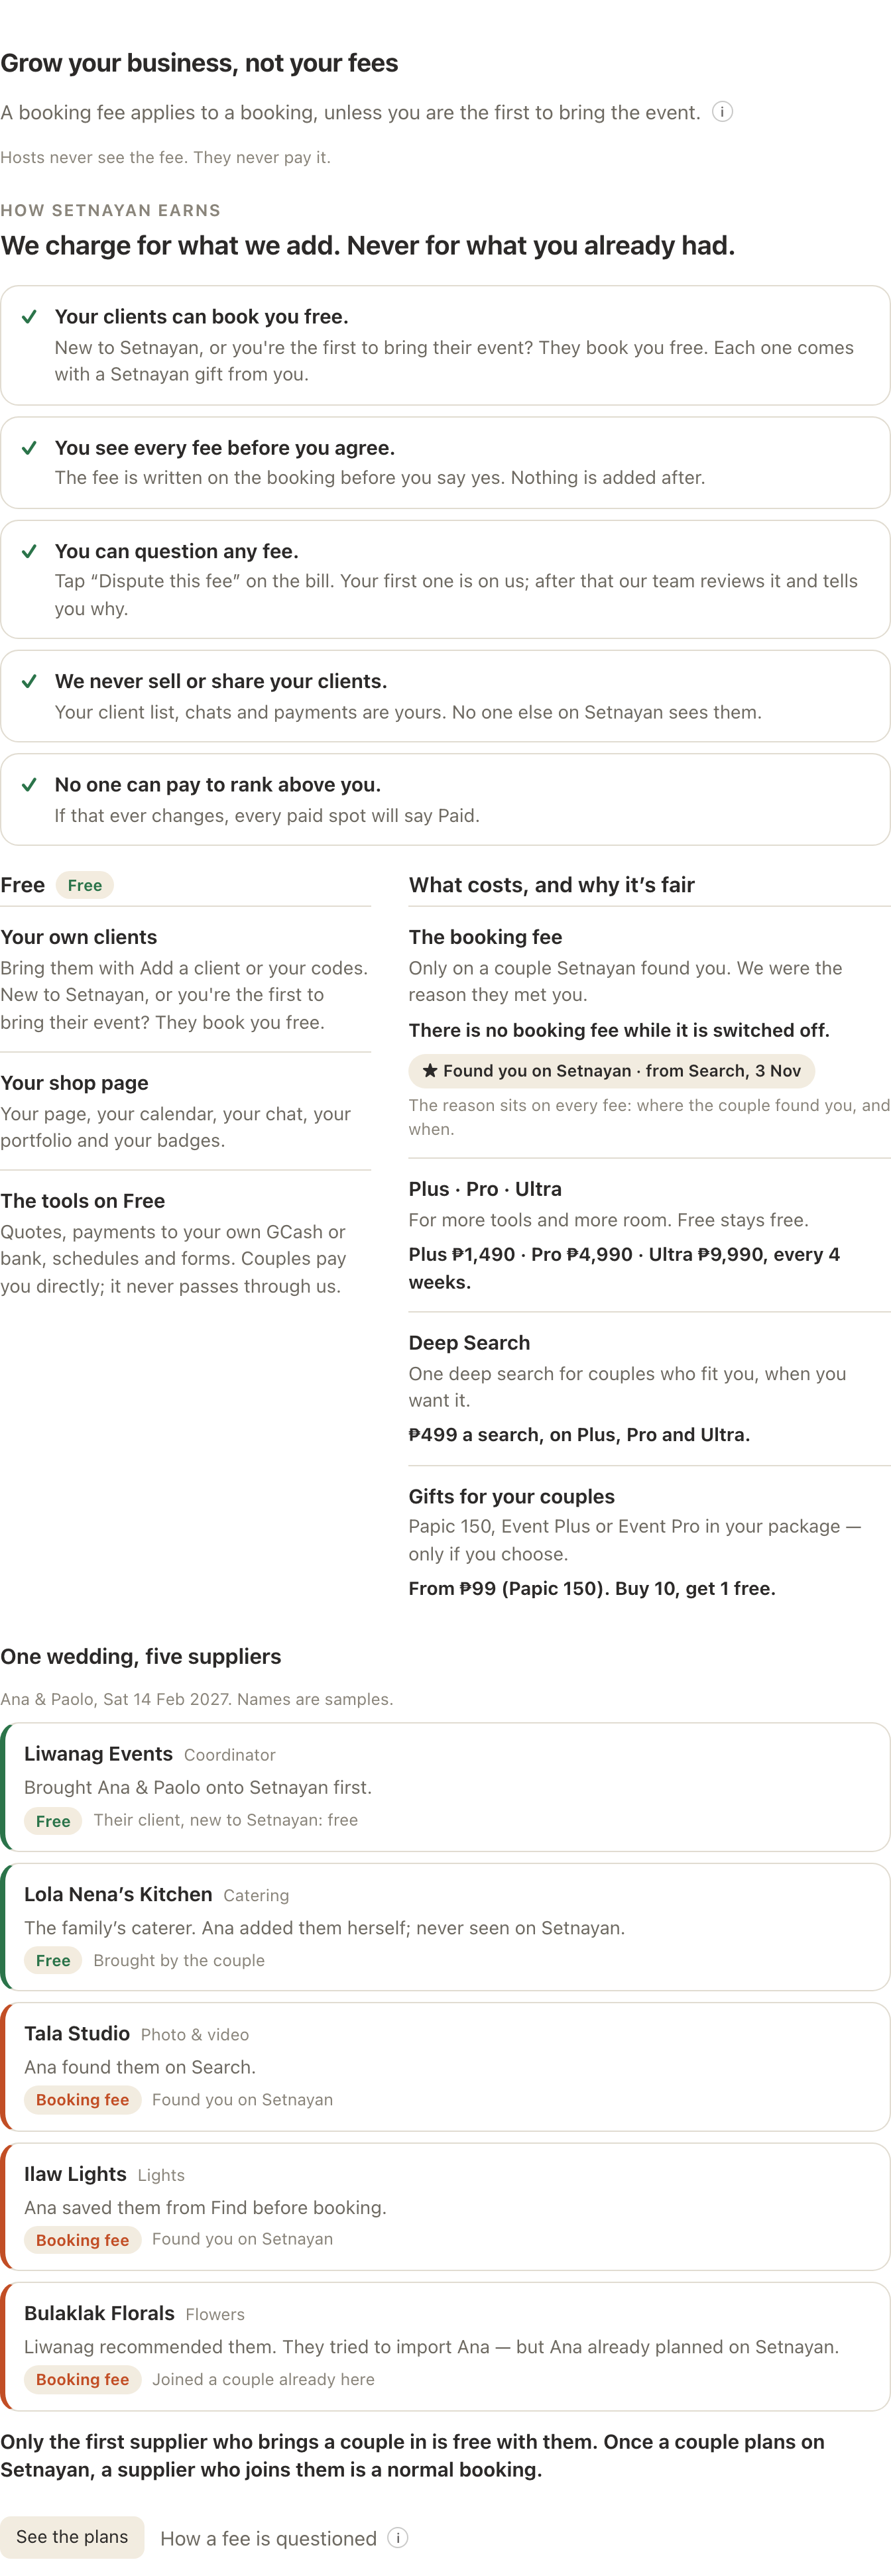 Grow your business, not your fees
A booking fee applies to a booking, unless you are the first to bring the event. i
Hosts never see the fee. They never pay it.
HOW SETNAYAN EARNS
We charge for what we add. Never for what you already had.
Your clients can book you free.
New to Setnayan, or you're the first to bring their event? They book you free. Each one comes
with a Setnayan gift from you.
You see every fee before you agree.
The fee is written on the booking before you say yes. Nothing is added after.
You can question any fee.
Tap “Dispute this fee” on the bill. Your first one is on us; after that our team reviews it and tells
you why.
We never sell or share your clients.
Your client list, chats and payments are yours. No one else on Setnayan sees them.
No one can pay to rank above you.
If that ever changes, every paid spot will say Paid.
Free Free
Your own clients
Bring them with Add a client or your codes.
New to Setnayan, or you're the first to
bring their event? They book you free.
Your shop page
Your page, your calendar, your chat, your
portfolio and your badges.
The tools on Free
Quotes, payments to your own GCash or
bank, schedules and forms. Couples pay
you directly; it never passes through us.
What costs, and why it’s fair
The booking fee
Only on a couple Setnayan found you. We were the
reason they met you.
There is no booking fee while it is switched off.
★ Found you on Setnayan · from Search, 3 Nov
The reason sits on every fee: where the couple found you, and
when.
Plus · Pro · Ultra
For more tools and more room. Free stays free.
Plus ₱1,490 · Pro ₱4,990 · Ultra ₱9,990, every 4
weeks.
Deep Search
One deep search for couples who fit you, when you
want it.
₱499 a search, on Plus, Pro and Ultra.
Gifts for your couples
Papic 150, Event Plus or Event Pro in your package —
only if you choose.
From ₱99 (Papic 150). Buy 10, get 1 free.
One wedding, five suppliers
Ana & Paolo, Sat 14 Feb 2027. Names are samples.
Liwanag Events Coordinator
Brought Ana & Paolo onto Setnayan first.
Free Their client, new to Setnayan: free
Lola Nena’s Kitchen Catering
The family’s caterer. Ana added them herself; never seen on Setnayan.
Free Brought by the couple
Tala Studio Photo & video
Ana found them on Search.
Booking fee Found you on Setnayan
Ilaw Lights Lights
Ana saved them from Find before booking.
Booking fee Found you on Setnayan
Bulaklak Florals Flowers
Liwanag recommended them. They tried to import Ana — but Ana already planned on Setnayan.
Booking fee Joined a couple already here
Only the first supplier who brings a couple in is free with them. Once a couple plans on
Setnayan, a supplier who joins them is a normal booking.
See the plans How a fee is questioned i